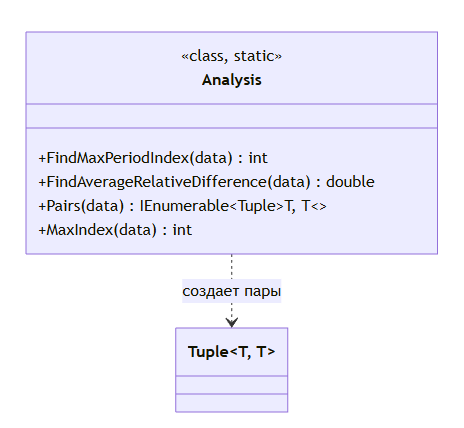 «class, static»
Analysis
+FindMaxPeriodIndex(data) : int
+FindAverageRelativeDifference(data) : double
+Pairs(data) : IEnumerable<Tuple>T, T<>
+MaxIndex(data) : int
создает пары
Tuple<T, T>